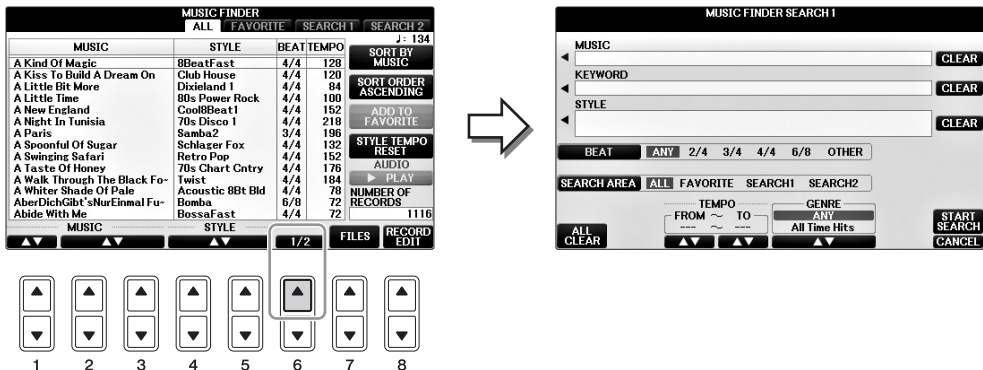 MUSIC FINDER
ALL FAVORITE SEARCH 1 SEARCH 2
♩: 134
MUSIC STYLE BEAT TEMPO
A Kind Of Magic 8BeatFast 4/4 128
A Kiss To Build A Dream On Club House 4/4 120
A Little Bit More Dixieland 1 4/4 84
A Little Time 80s Power Rock 4/4 100
A New England Cool8Beat1 4/4 152
A Night In Tunisia 70s Disco 1 4/4 218
A Paris Samba2 3/4 196
A Spoonful Of Sugar Schlager Fox 4/4 132
A Swinging Safari Retro Pop 4/4 152
A Taste Of Honey 70s Chart Cntry 4/4 176
A Walk Through The Black Fo~ Twist 4/4 184
A Whiter Shade Of Pale Acoustic 8Bt Bld 4/4 78
AberDichGibt'sNurEinmal Fu~ Bomba 6/8 72
Abide With Me BossaFast 4/4 72
SORT BY
MUSIC
SORT ORDER
ASCENDING
ADD TO
FAVORITE
STYLE TEMPO
RESET
AUDIO
▶ PLAY
NUMBER OF
RECORDS
1116
MUSIC STYLE
▲▼ ▲▼ 1/2 FILES RECORD
EDIT
1 2 3 4 5 6 7 8
MUSIC FINDER SEARCH 1
MUSIC
CLEAR
KEYWORD
CLEAR
STYLE
CLEAR
BEAT ANY 2/4 3/4 4/4 6/8 OTHER
SEARCH AREA ALL FAVORITE SEARCH1 SEARCH2
TEMPO GENRE
FROM ~ TO ANY
--- ~ --- All Time Hits
ALL
CLEAR
▲▼ ▲▼ ▲▼
START
SEARCH
CANCEL